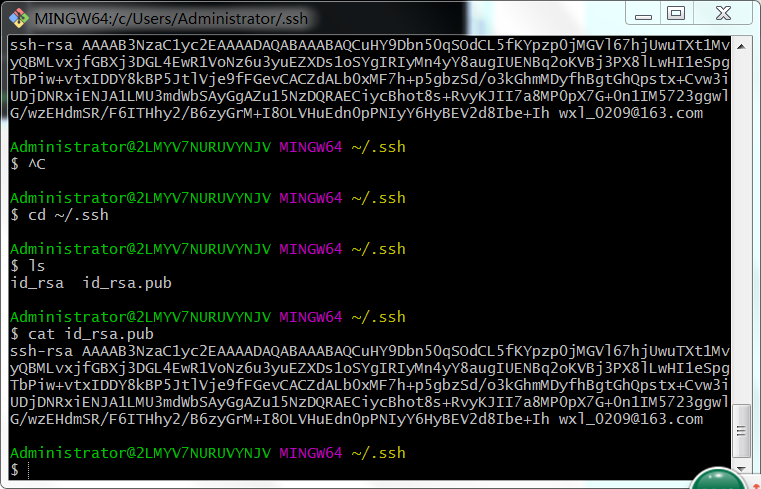 MINGW64:/c/Users/Administrator/.ssh
ssh-rsa AAAAB3NzaC1yc2EAAAADAQABAAABAQCuHY9Dbn50qSOdCL5fKYpzp0jMGVl67hjUwuTXt1Mv
yQBMLvxjfGBXj3DGL4EwR1VoNz6u3yuEZXDs1oSYgIRIyMn4yY8augIUENBq2oKVBj3PX8lLwHI1eSpg
TbPiw+vtxIDDY8kBP5JtlVje9fFGevCACZdALb0xMF7h+p5gbzSd/o3kGhmMDyfhBgtGhQpstx+Cvw3i
UDjDNRxiENJA1LMU3mdWbSAyGgAZu15NzDQRAECiycBhot8s+RvyKJII7a8MP0pX7G+On1IM5723ggwl
G/wzEHdmSR/F6ITHhy2/B6zyGrM+I8OLVHuEdn0pPNIyY6HyBEV2d8Ibe+Ih wxl_0209@163.com
Administrator@2LMYV7NURUVYNJV MINGW64 ~/.ssh
$ ^C
Administrator@2LMYV7NURUVYNJV MINGW64 ~/.ssh
$ cd ~/.ssh
Administrator@2LMYV7NURUVYNJV MINGW64 ~/.ssh
$ ls
id_rsa  id_rsa.pub
Administrator@2LMYV7NURUVYNJV MINGW64 ~/.ssh
$ cat id_rsa.pub
ssh-rsa AAAAB3NzaC1yc2EAAAADAQABAAABAQCuHY9Dbn50qSOdCL5fKYpzp0jMGVl67hjUwuTXt1Mv
yQBMLvxjfGBXj3DGL4EwR1VoNz6u3yuEZXDs1oSYgIRIyMn4yY8augIUENBq2oKVBj3PX8lLwHI1eSpg
TbPiw+vtxIDDY8kBP5JtlVje9fFGevCACZdALb0xMF7h+p5gbzSd/o3kGhmMDyfhBgtGhQpstx+Cvw3i
UDjDNRxiENJA1LMU3mdWbSAyGgAZu15NzDQRAECiycBhot8s+RvyKJII7a8MP0pX7G+On1IM5723ggwl
G/wzEHdmSR/F6ITHhy2/B6zyGrM+I8OLVHuEdn0pPNIyY6HyBEV2d8Ibe+Ih wxl_0209@163.com
Administrator@2LMYV7NURUVYNJV MINGW64 ~/.ssh
$